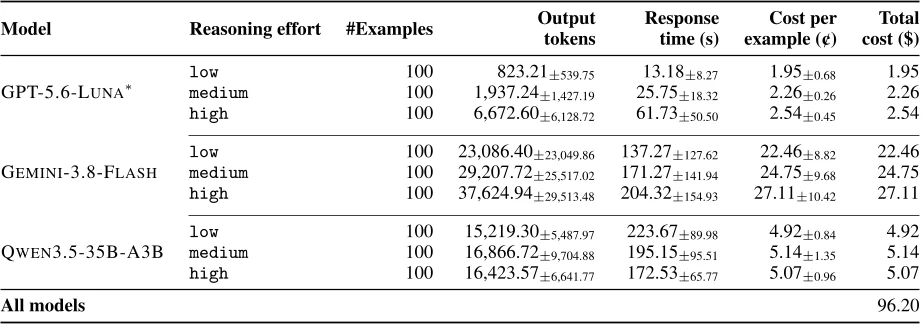 Model Reasoning effort #Examples Output tokens Response time (s) Cost per example (¢) Total cost ($)
low 100 823.21±539.75 13.18±8.27 1.95±0.68 1.95
GPT-5.6-LUNA* medium 100 1,937.24±1,427.19 25.75±18.32 2.26±0.26 2.26
high 100 6,672.60±6,128.72 61.73±50.50 2.54±0.45 2.54
low 100 23,086.40±23,049.86 137.27±127.62 22.46±8.82 22.46
GEMINI-3.8-FLASH medium 100 29,207.72±25,517.02 171.27±141.94 24.75±9.68 24.75
high 100 37,624.94±29,513.48 204.32±154.93 27.11±10.42 27.11
low 100 15,219.30±5,487.97 223.67±89.98 4.92±0.84 4.92
QWEN3.5-35B-A3B medium 100 16,866.72±9,704.88 195.15±95.51 5.14±1.35 5.14
high 100 16,423.57±6,641.77 172.53±65.77 5.07±0.96 5.07
All models 96.20